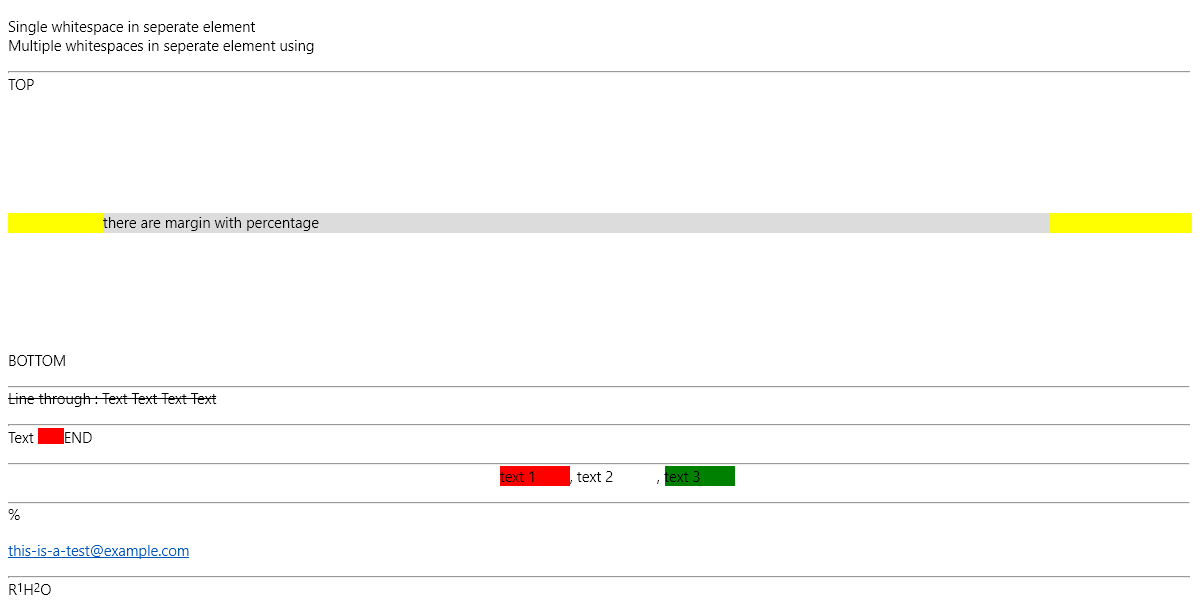 Single whitespace in seperate element
Multiple whitespaces in seperate element using
TOP
there are margin with percentage
BOTTOM
Line through : Text Text Text Text
Text END
text 1, text 2 , text 3
%
this-is-a-test@example.com
R1H2O